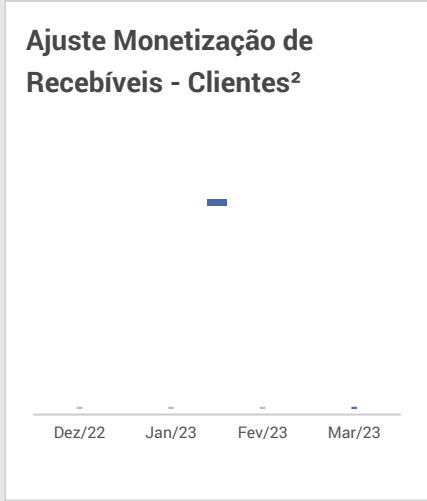 Ajuste Monetização de
Recebíveis - Clientes²
-
- - - -
Dez/22 Jan/23 Fev/23 Mar/23